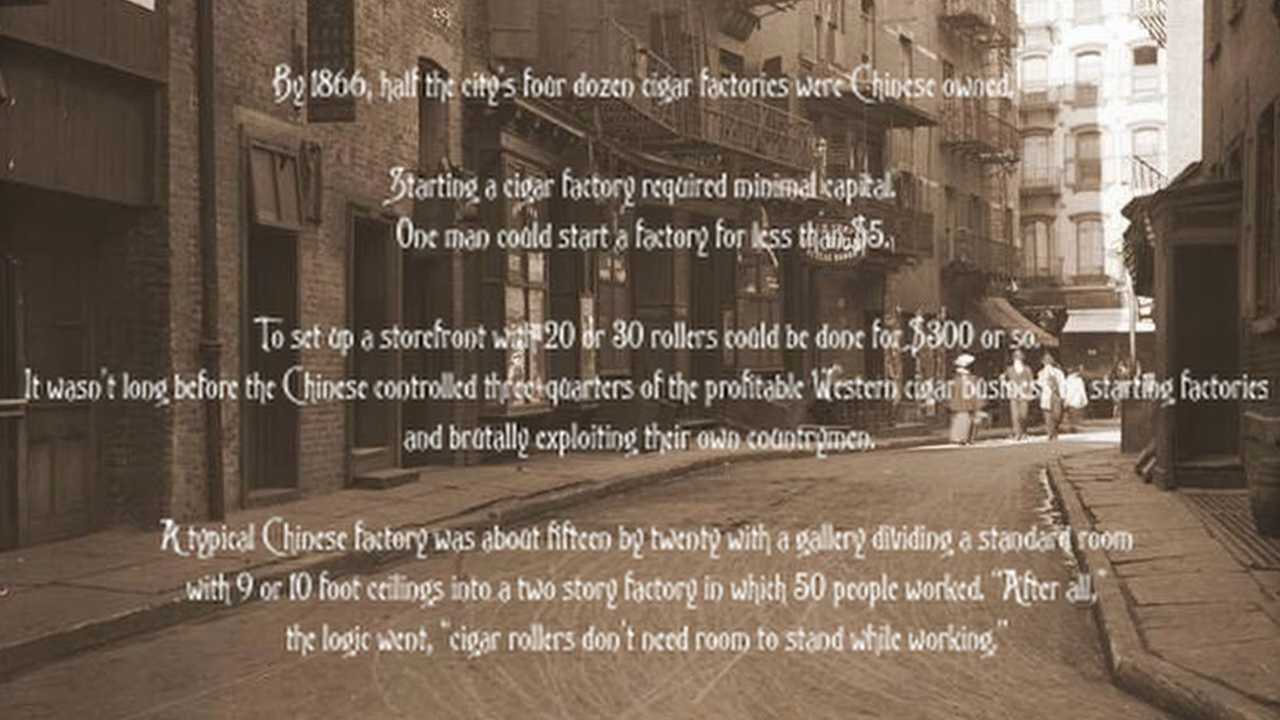 By 1866, half the city's four dozen cigar factories were Chinese owned.
Starting a cigar factory required minimal capital.
One man could start a factory for less than $5.
To set up a storefront with 20 or 30 rollers could be done for $300 or so.
It wasn't long before the Chinese controlled three-quarters of the profitable Western cigar business by starting factories
and brutally exploiting their own countrymen.
A typical Chinese factory was about fifteen by twenty with a gallery dividing a standard room
with 9 or 10 foot ceilings into a two story factory in which 50 people worked. "After all,"
the logic went, "cigar rollers don't need room to stand while working."